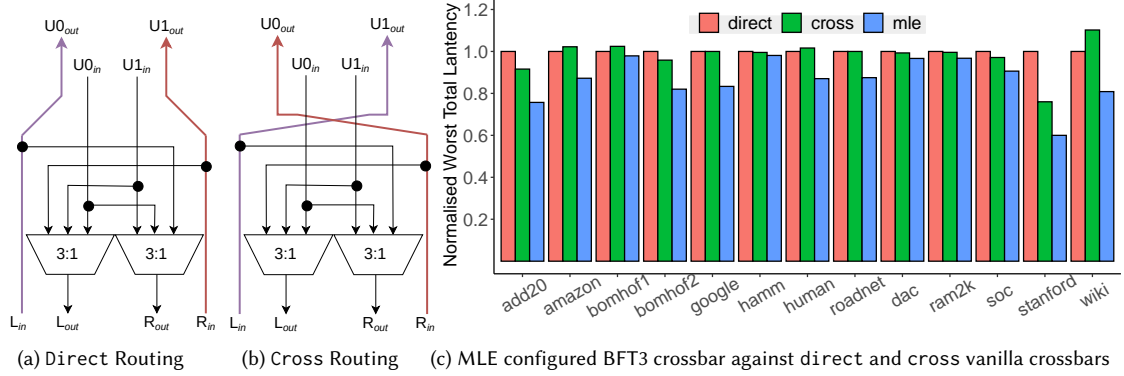 U0out U1out
U0in U1in
3:1 3:1
Lin Lout Rout Rin
(a) Direct Routing
U0out U1out
U0in U1in
3:1 3:1
Lin Lout Rout Rin
(b) Cross Routing
direct cross mle
Normalised Worst Total Lantency
1.2
1.0
0.8
0.6
0.4
0.2
add20 amazon bomhof1 bomhof2 google hamm human roadnet dac ram2k soc stanford wiki
(c) MLE configured BFT3 crossbar against direct and cross vanilla crossbars